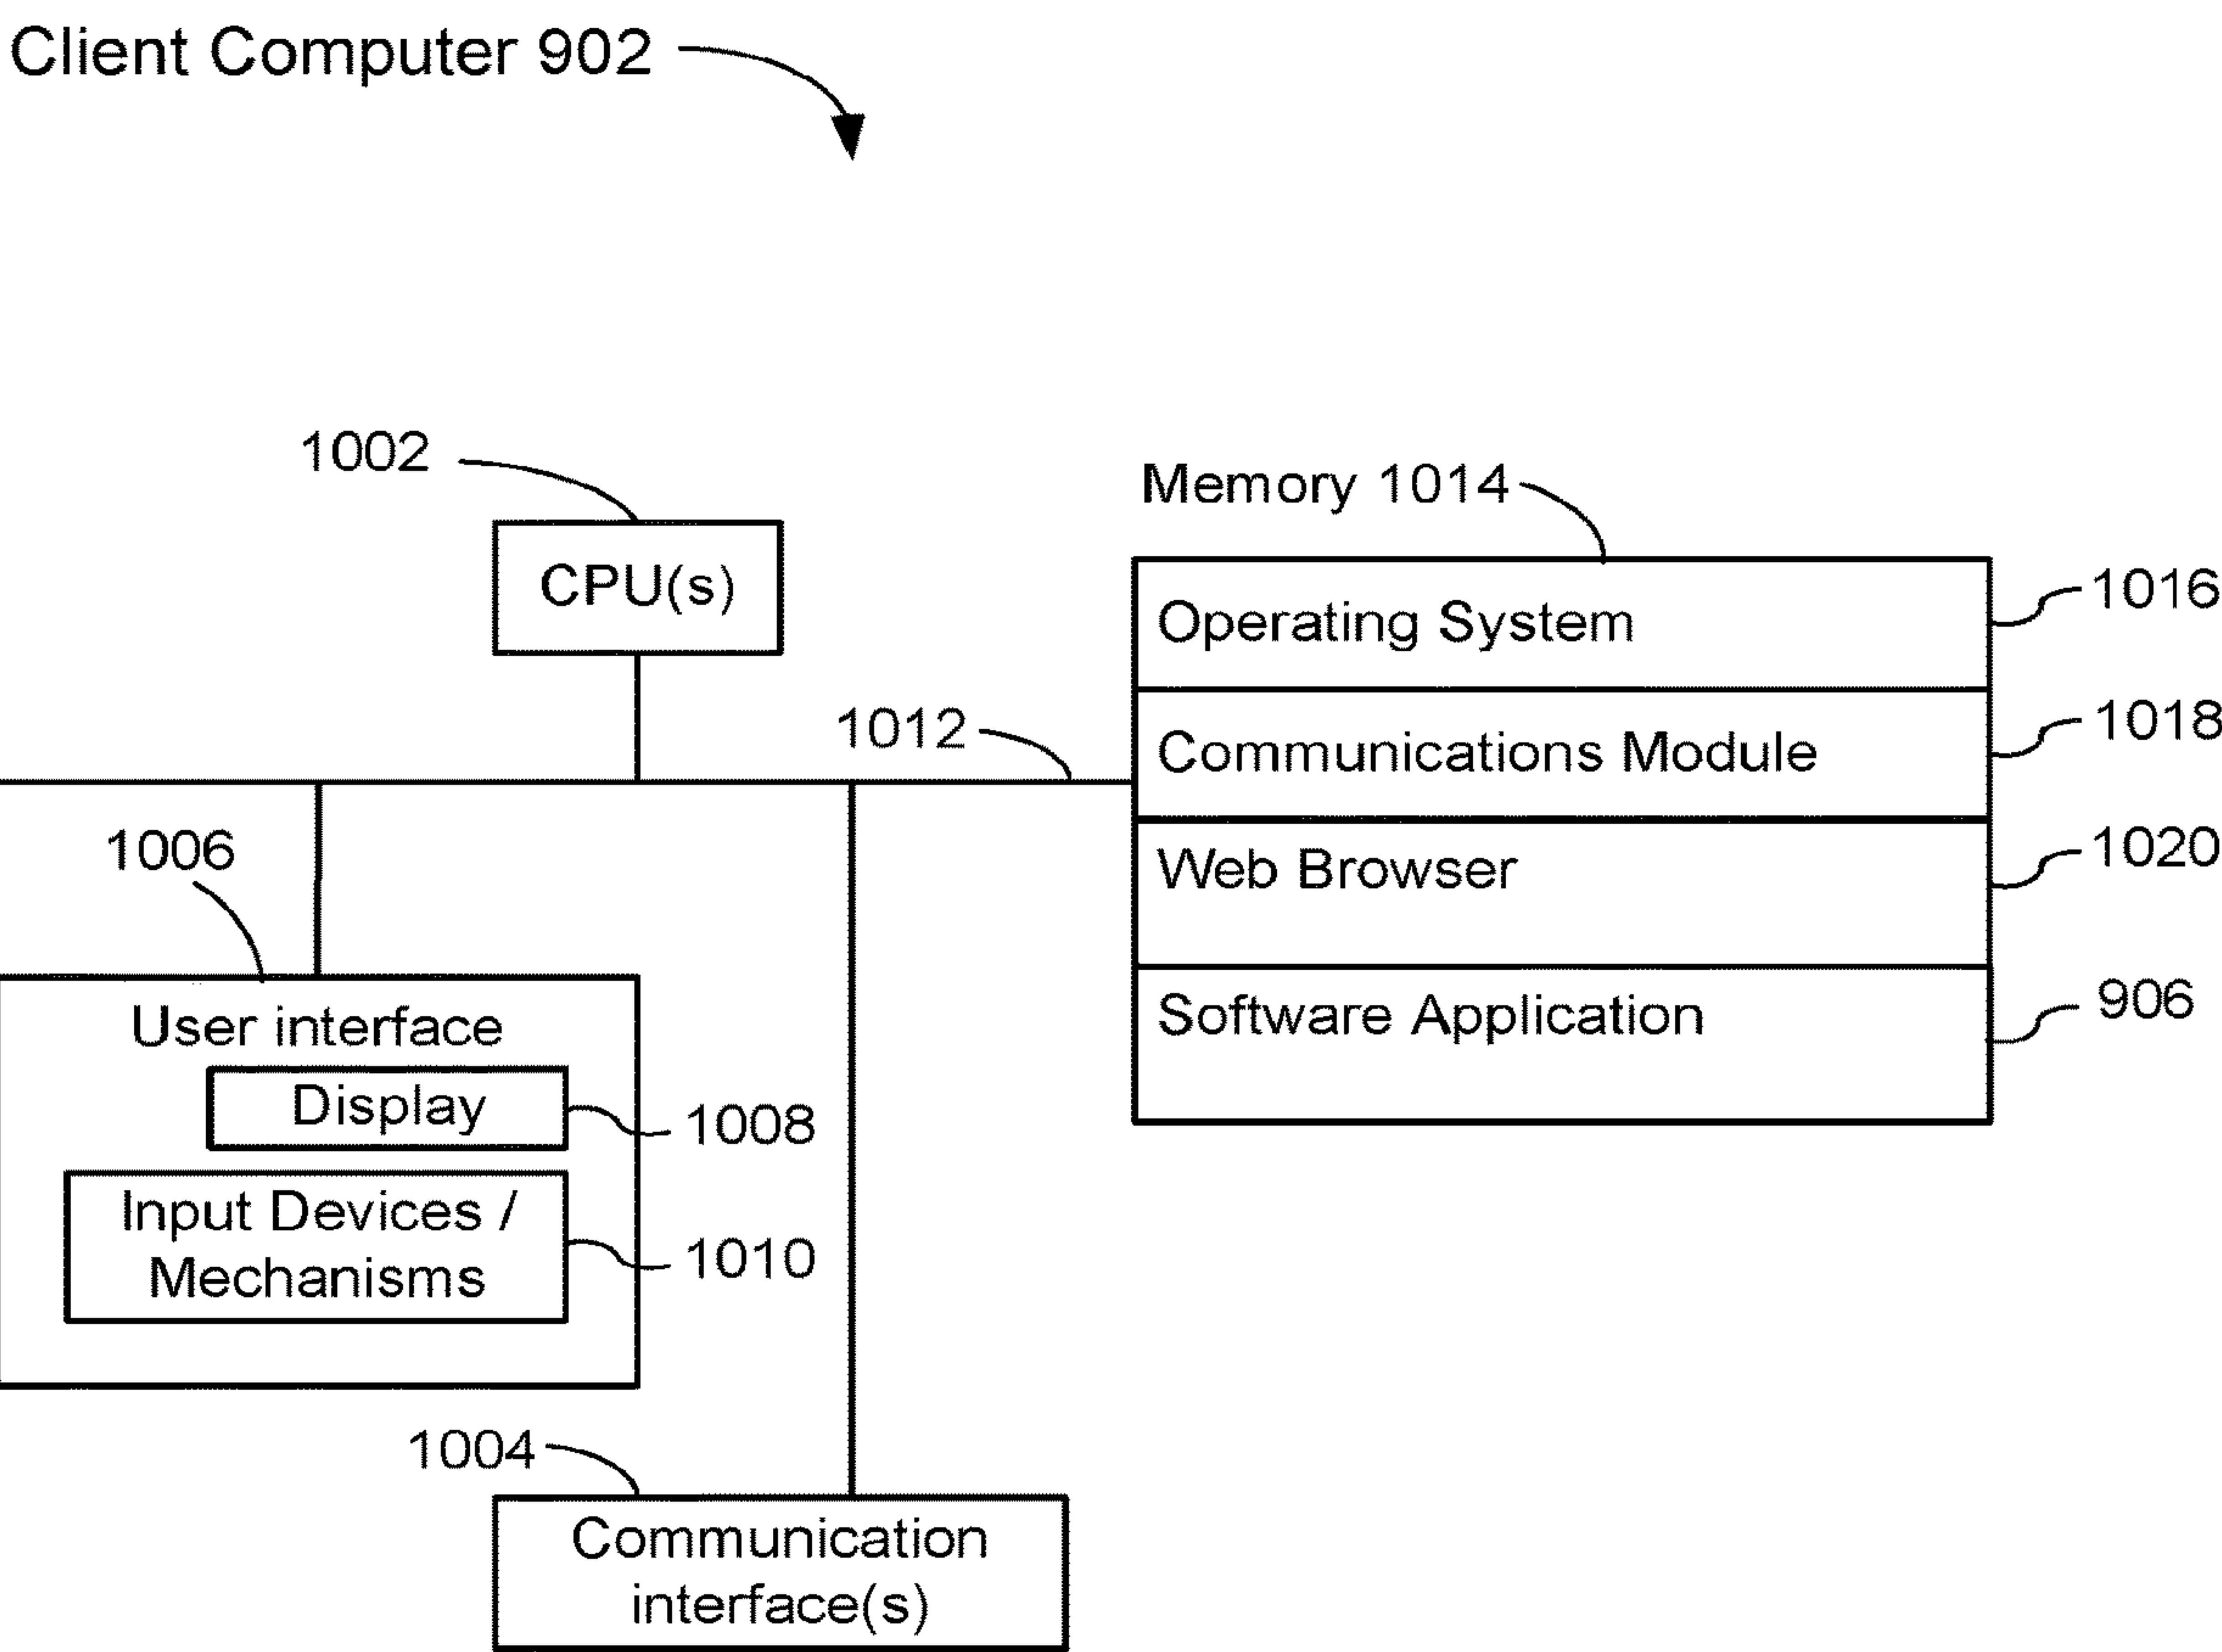 Client Computer 902
1002
CPU(s)
Memory 1014
Operating System
1016
Communications Module
1018
Web Browser
1020
Software Application
906
1012
1006
User interface
Display
1008
Input Devices /
Mechanisms
1010
1004
Communication
interface(s)